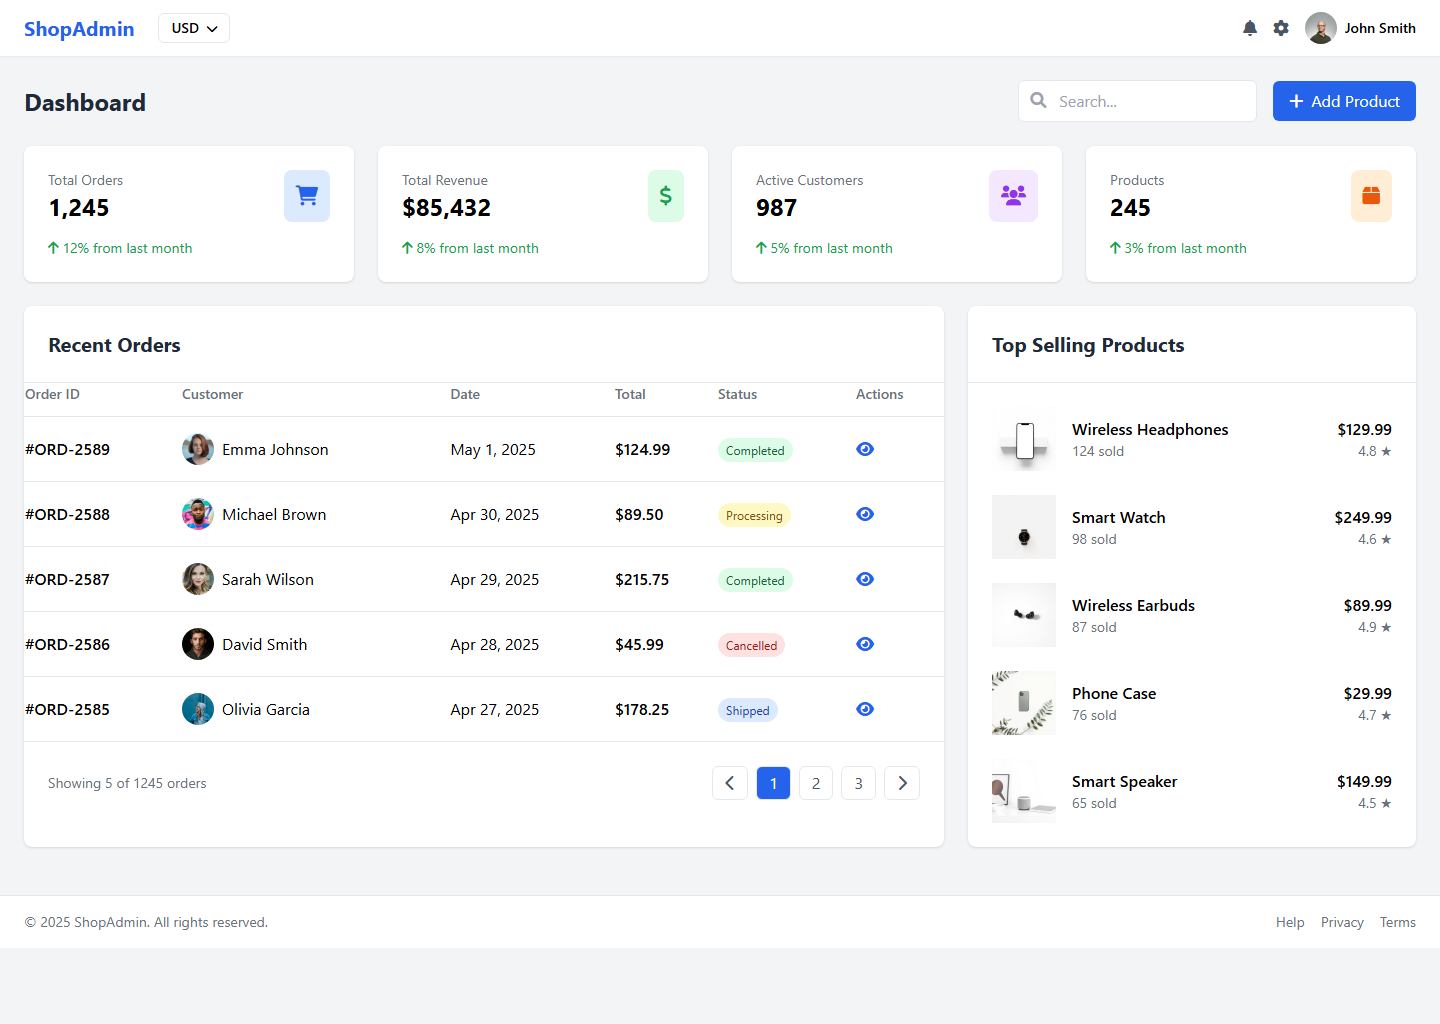 ShopAdmin USD John Smith
Dashboard Search... Add Product
Total Orders
1,245
12% from last month
Total Revenue
$85,432
8% from last month
Active Customers
987
5% from last month
Products
245
3% from last month
Recent Orders
Order ID Customer Date Total Status Actions
#ORD-2589 Emma Johnson May 1, 2025 $124.99 Completed
#ORD-2588 Michael Brown Apr 30, 2025 $89.50 Processing
#ORD-2587 Sarah Wilson Apr 29, 2025 $215.75 Completed
#ORD-2586 David Smith Apr 28, 2025 $45.99 Cancelled
#ORD-2585 Olivia Garcia Apr 27, 2025 $178.25 Shipped
Showing 5 of 1245 orders 1 2 3
Top Selling Products
Wireless Headphones $129.99
124 sold 4.8 ★
Smart Watch $249.99
98 sold 4.6 ★
Wireless Earbuds $89.99
87 sold 4.9 ★
Phone Case $29.99
76 sold 4.7 ★
Smart Speaker $149.99
65 sold 4.5 ★
© 2025 ShopAdmin. All rights reserved. Help Privacy Terms